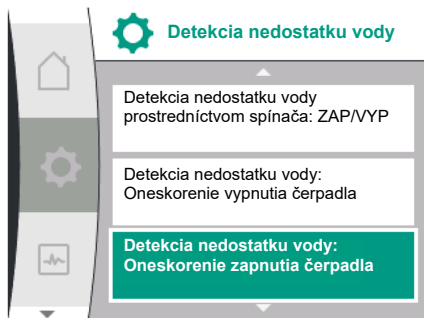 Detekcia nedostatku vody
Detekcia nedostatku vody
prostredníctvom spínača: ZAP/VYP
Detekcia nedostatku vody:
Oneskorenie vypnutia čerpadla
Detekcia nedostatku vody:
Oneskorenie zapnutia čerpadla